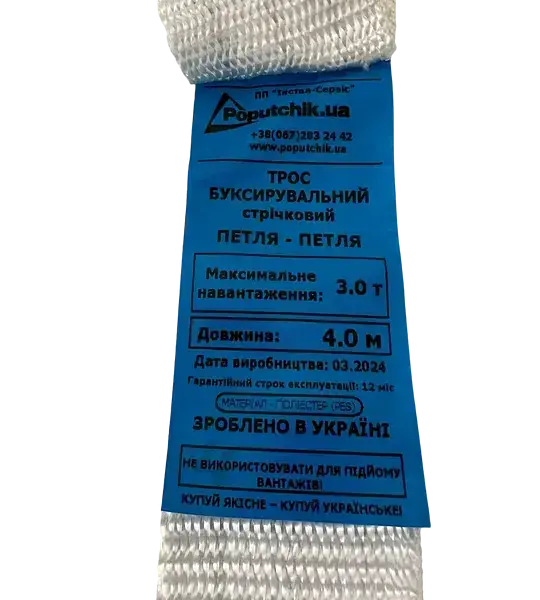 ПП "Тастал-Сервіс"
Poputchik.ua
+38(067)283 24 42
www.poputchik.ua
ТРОС
БУКСИРУВАЛЬНИЙ
стрічковий
ПЕТЛЯ - ПЕТЛЯ
Максимальне
навантаження:
3.0 т
Довжина: 4.0 м
Дата виробництва: 03.2024
Гарантійний строк експлуатації: 12 міс
МАТЕРІАЛ - ПОЛІЕСТЕР (PES)
ЗРОБЛЕНО В УКРАЇНІ
НЕ ВИКОРИСТОВУВАТИ ДЛЯ ПІДЙОМУ
ВАНТАЖІВ!
КУПУЙ ЯКІСНЕ – КУПУЙ УКРАЇНСЬКЕ!